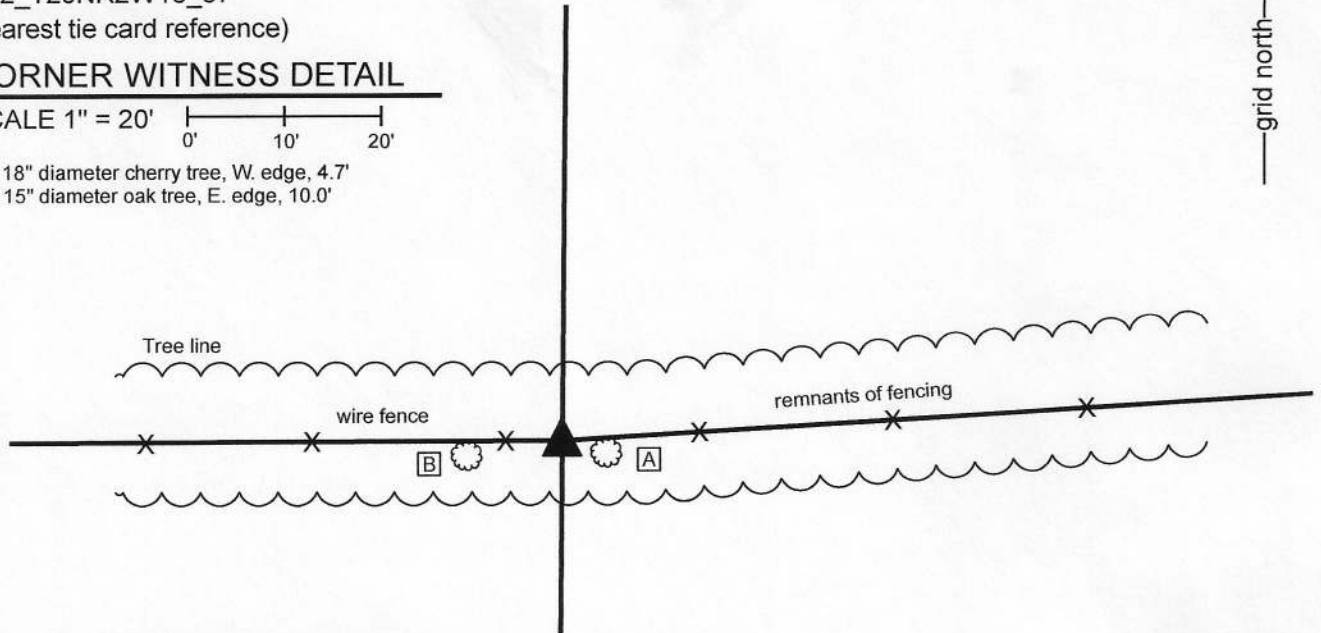 (nearest tie card reference)
CORNER WITNESS DETAIL
SCALE 1" = 20'
0' 10' 20'
18" diameter cherry tree, W. edge, 4.7'
15" diameter oak tree, E. edge, 10.0'
grid north
Tree line
wire fence
remnants of fencing
X X X X X X
B A